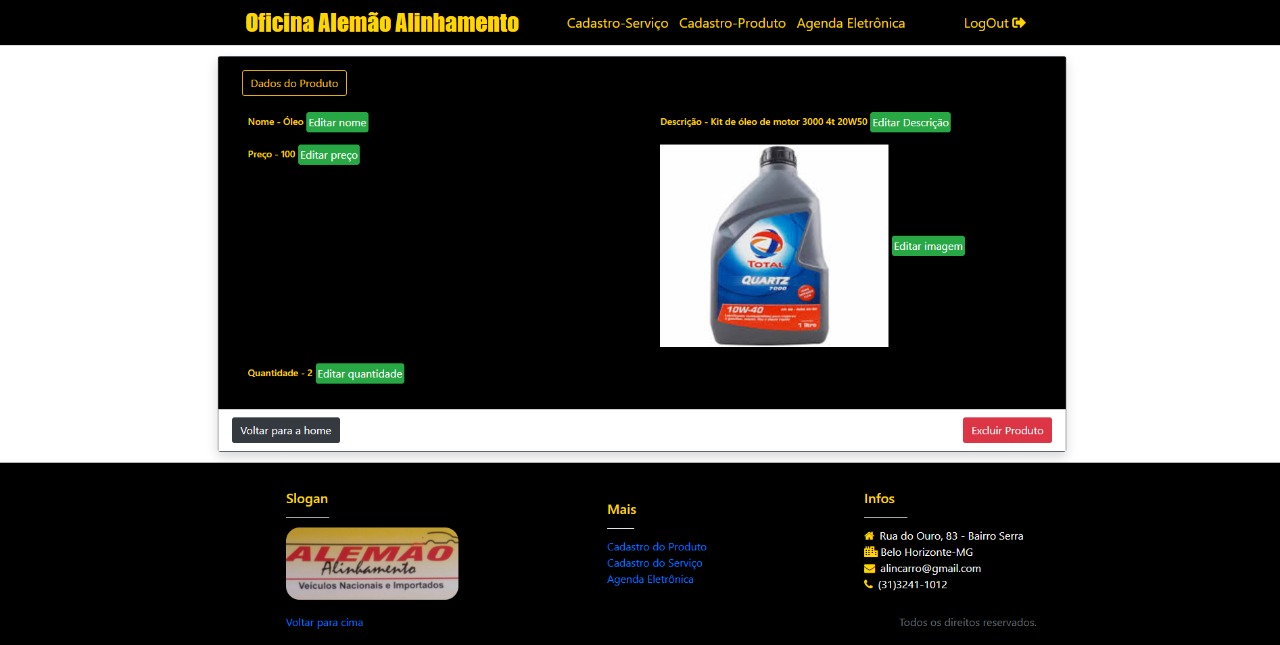 Oficina Alemão Alinhamento
Cadastro-Serviço Cadastro-Produto Agenda Eletrônica LogOut
Dados do Produto
Nome - Óleo Editar nome
Descrição - Kit de óleo de motor 3000 4t 20W50 Editar Descrição
Preço - 100 Editar preço
TOTAL
QUARTZ
7000
10W-40
1 litro
Editar imagem
Quantidade - 2 Editar quantidade
Voltar para a home
Excluir Produto
Slogan
ALEMÃO
Alinhamento
Veículos Nacionais e Importados
Voltar para cima
Mais
Cadastro do Produto
Cadastro do Serviço
Agenda Eletrônica
Infos
Rua do Ouro, 83 - Bairro Serra
Belo Horizonte-MG
alincarro@gmail.com
(31)3241-1012
Todos os direitos reservados.